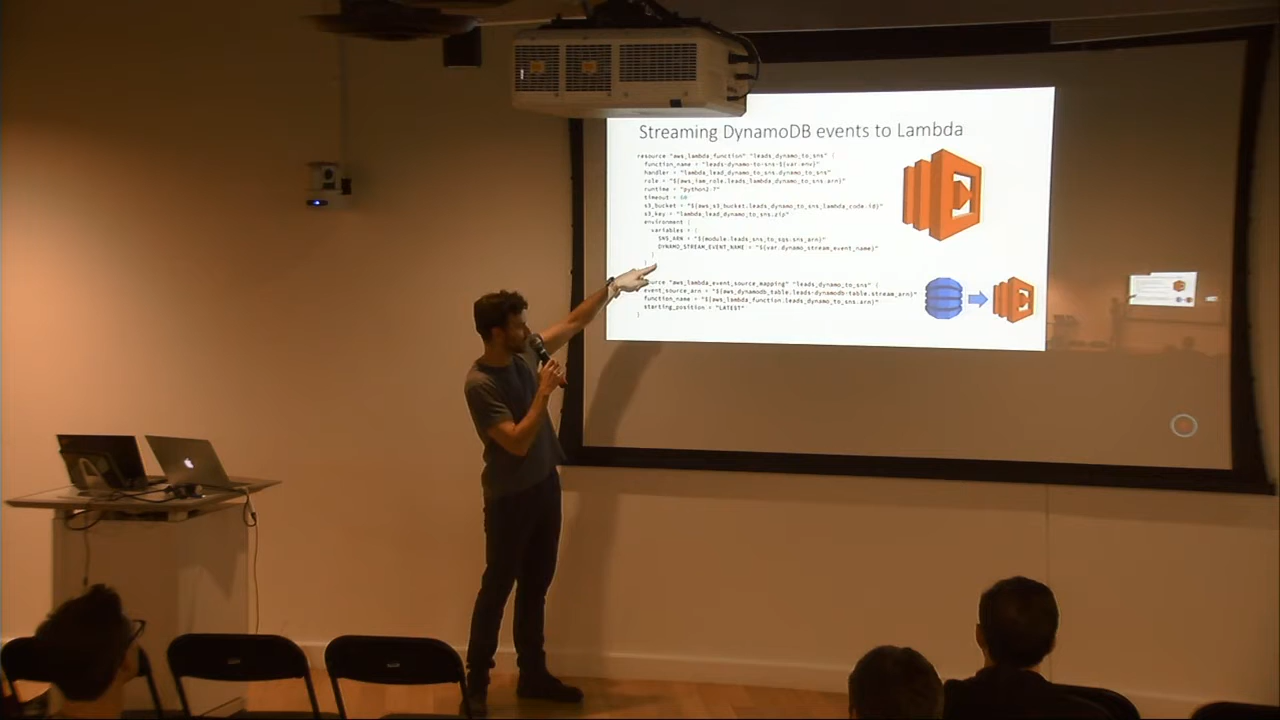 Streaming DynamoDB events to Lambda
resource "aws_lambda_function" "leads_dynamo_to_sns" {
function_name = "leads-dynamo-to-sns-${var.env}"
handler = "lambda_lead_dynamo_to_sns.dynamo_to_sns"
role = "${aws_iam_role.leads_lambda_dynamo_to_sns.arn}"
runtime = "python2.7"
timeout = 60
s3_bucket = "${aws_s3_bucket.leads_dynamo_to_sns_lambda_code.id}"
s3_key = "lambda_lead_dynamo_to_sns.zip"
environment {
variables = {
SNS_ARN = "${module.leads_sns_to_sqs.sns_arn}"
DYNAMO_STREAM_EVENT_NAME = "${var.dynamo_stream_event_name}"
}
}
source "aws_lambda_event_source_mapping" "leads_dynamo_to_sns" {
event_source_arn = "${aws_dynamodb_table.leads-dynamodb-table.stream_arn}"
function_name = "${aws_lambda_function.leads_dynamo_to_sns.arn}"
starting_position = "LATEST"
}